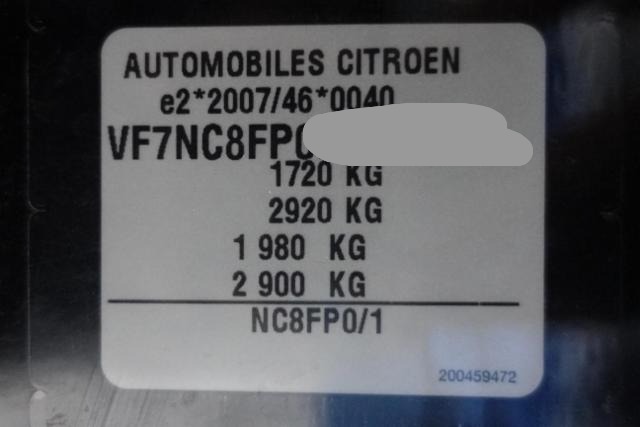 AUTOMOBILES CITROEN
e2*2007/46*0040
VF7NC8FP0
1720 KG
2920 KG
1 980 KG
2 900 KG
NC8FP0/1
200459472